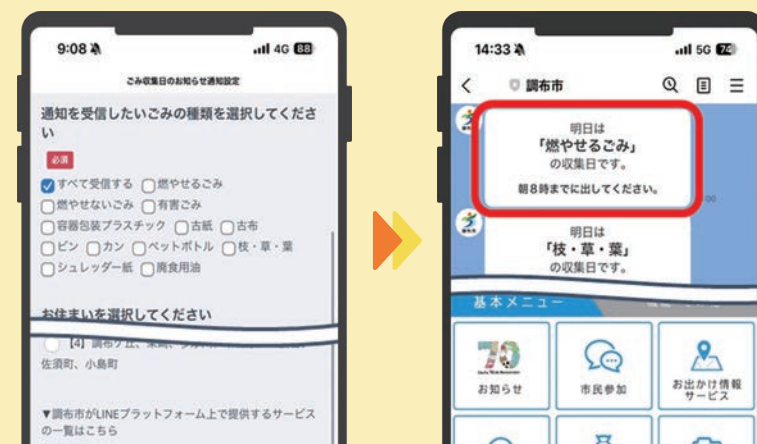 9:08
4G 88
ごみ収集日のお知らせ通知設定
通知を受信したいごみの種類を選択してくださ
い
必須
すべて受信する 燃やせるごみ
燃やせないごみ 有害ごみ
容器包装プラスチック 古紙 古布
ビン カン ペットボトル 枝・草・葉
シュレッダー紙 廃食用油
お住まいを選択してください
【4】調布ケ丘、
佐須町、小島町
▼調布市がLINEプラットフォーム上で提供するサービス
の一覧はこちら
14:33
5G 74
調布市
明日は
「燃やせるごみ」
の収集日です。
朝8時までに出してください。
明日は
「枝・草・葉」
の収集日です。
基本メニュー
70
お知らせ
市民参加
お出かけ情報
サービス